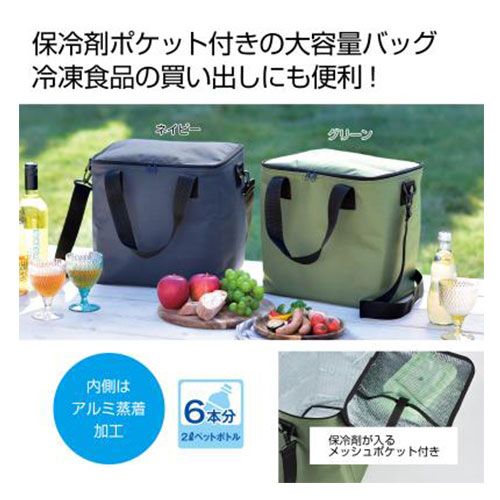 保冷剤ポケット付きの大容量バッグ
冷凍食品の買い出しにも便利！
ネイビー
グリーン
内側は
アルミ蒸着
加工
6本分
2ℓペットボトル
保冷剤が入る
メッシュポケット付き